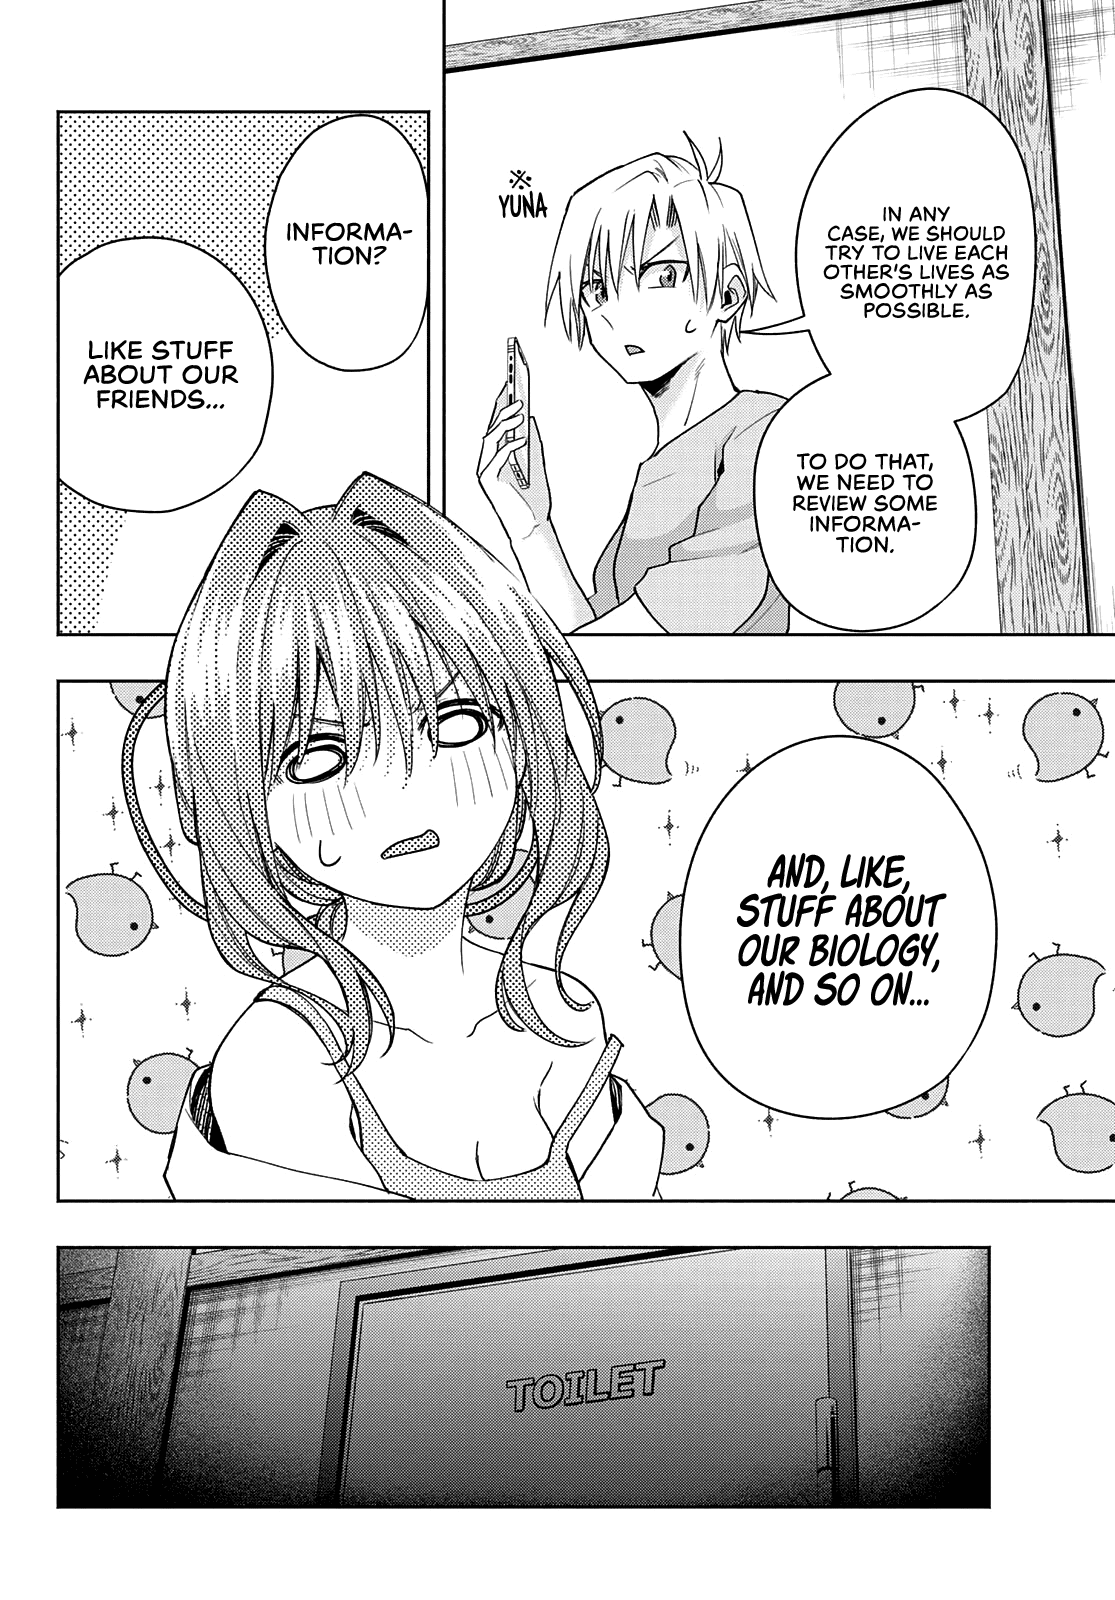 ※
YUNA
IN ANY
CASE, WE SHOULD
TRY TO LIVE EACH
OTHER'S LIVES AS
SMOOTHLY AS
POSSIBLE.
TO DO THAT,
WE NEED TO
REVIEW SOME
INFORMA-
TION.
INFORMA-
TION?
LIKE STUFF
ABOUT OUR
FRIENDS...
AND, LIKE,
STUFF ABOUT
OUR BIOLOGY,
AND SO ON...
TOILET